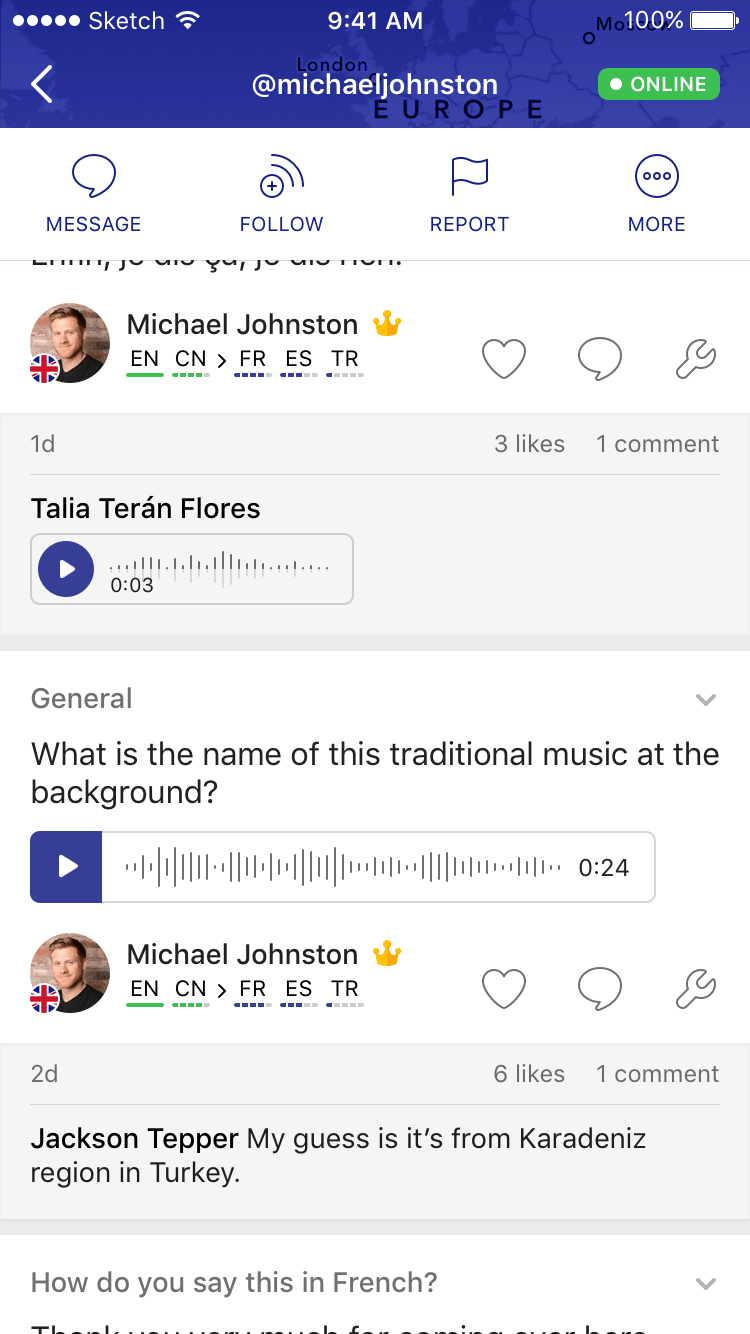 Sketch 9:41 AM 100%
London
@michaeljohnston
EUROPE
ONLINE
MESSAGE FOLLOW REPORT MORE
Enfin, je dis ça, je dis rien.
Michael Johnston
EN CN > FR ES TR
1d 3 likes 1 comment
Talia Terán Flores
0:03
General
What is the name of this traditional music at the
background?
0:24
Michael Johnston
EN CN > FR ES TR
2d 6 likes 1 comment
Jackson Tepper My guess is it’s from Karadeniz
region in Turkey.
How do you say this in French?
Thank you very much for coming over here